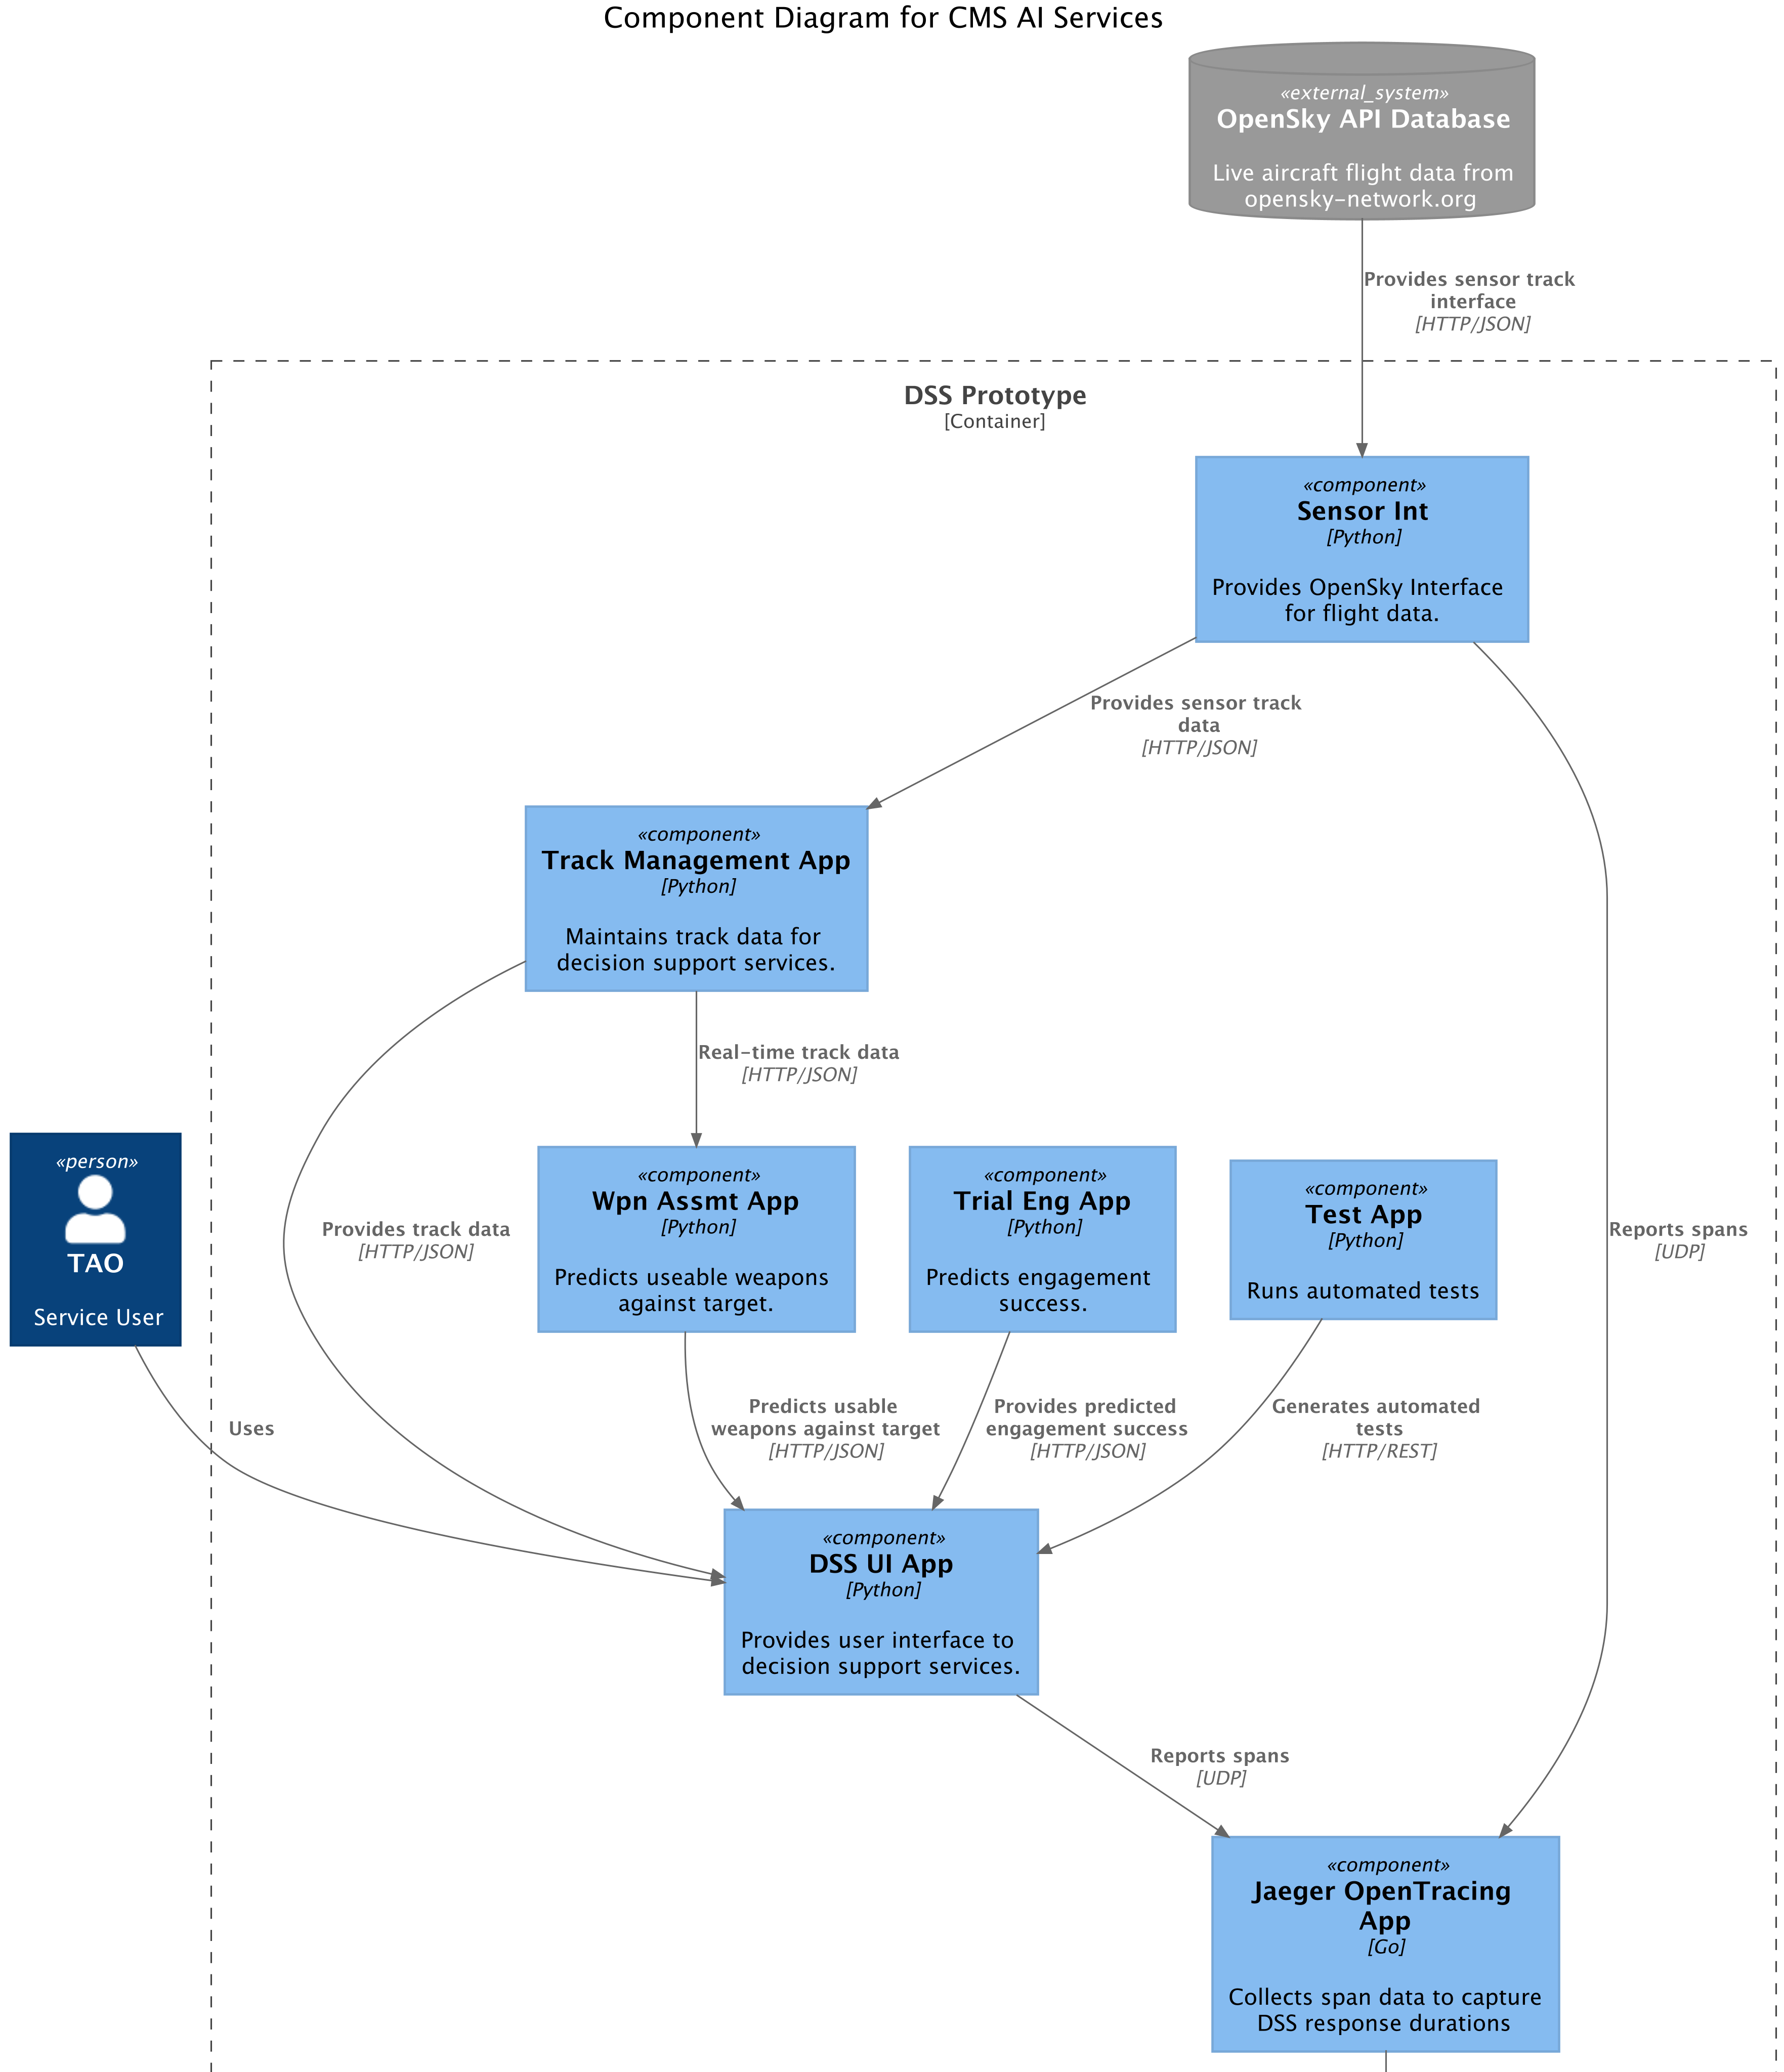 Component Diagram for CMS AI Services
«external_system»
OpenSky API Database
Live aircraft flight data from
opensky-network.org
Provides sensor track
interface
[HTTP/JSON]
DSS Prototype
[Container]
«component»
Sensor Int
[Python]
Provides OpenSky Interface
for flight data.
Provides sensor track
data
[HTTP/JSON]
«component»
Track Management App
[Python]
Maintains track data for
decision support services.
Real-time track data
[HTTP/JSON]
«person»
TAO
Service User
Provides track data
[HTTP/JSON]
«component»
Wpn Assmt App
[Python]
Predicts useable weapons
against target.
«component»
Trial Eng App
[Python]
Predicts engagement
success.
«component»
Test App
[Python]
Runs automated tests
Reports spans
[UDP]
Uses
Predicts usable
weapons against target
[HTTP/JSON]
Provides predicted
engagement success
[HTTP/JSON]
Generates automated
tests
[HTTP/REST]
«component»
DSS UI App
[Python]
Provides user interface to
decision support services.
Reports spans
[UDP]
«component»
Jaeger OpenTracing
App
[Go]
Collects span data to capture
DSS response durations